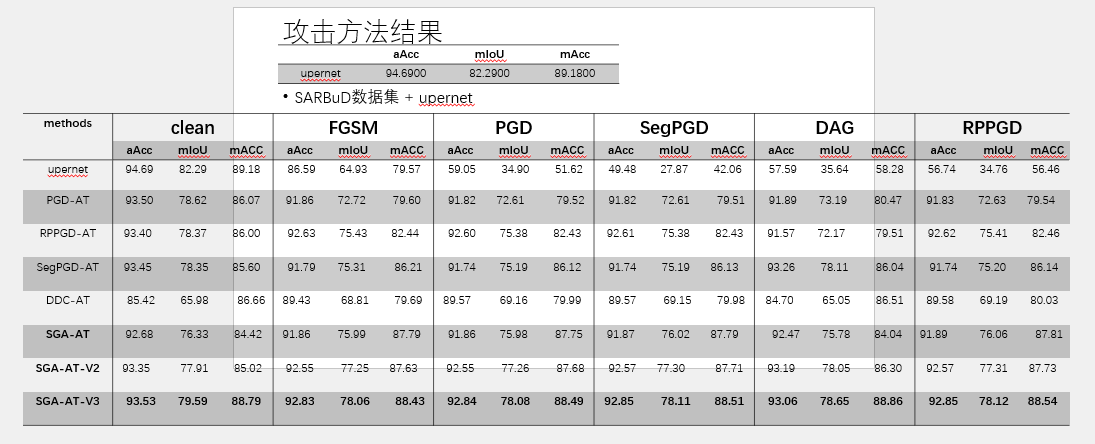 攻击方法结果
aAcc mIoU mAcc
upernet 94.6900 82.2900 89.1800
• SARBuD数据集 + upernet
methods clean FGSM PGD SegPGD DAG RPPGD
aAcc mIoU mACC aAcc mIoU mACC aAcc mIoU mACC aAcc mIoU mACC aAcc mIoU mACC aAcc mIoU mACC
upernet 94.69 82.29 89.18 86.59 64.93 79.57 59.05 34.90 51.62 49.48 27.87 42.06 57.59 35.64 58.28 56.74 34.76 56.46
PGD-AT 93.50 78.62 86.07 91.86 72.72 79.60 91.82 72.61 79.52 91.82 72.61 79.51 91.89 73.19 80.47 91.83 72.63 79.54
RPPGD-AT 93.40 78.37 86.00 92.63 75.43 82.44 92.60 75.38 82.43 92.61 75.38 82.43 91.57 72.17 79.51 92.62 75.41 82.46
SegPGD-AT 93.45 78.35 85.60 91.79 75.31 86.21 91.74 75.19 86.12 91.74 75.19 86.13 93.26 78.11 86.04 91.74 75.20 86.14
DDC-AT 85.42 65.98 86.66 89.43 68.81 79.69 89.57 69.16 79.99 89.57 69.15 79.98 84.70 65.05 86.51 89.58 69.19 80.03
SGA-AT 92.68 76.33 84.42 91.86 75.99 87.79 91.86 75.98 87.75 91.87 76.02 87.79 92.47 75.78 84.04 91.89 76.06 87.81
SGA-AT-V2 93.35 77.91 85.02 92.55 77.25 87.63 92.55 77.26 87.68 92.57 77.30 87.71 93.19 78.05 86.30 92.57 77.31 87.73
SGA-AT-V3 93.53 79.59 88.79 92.83 78.06 88.43 92.84 78.08 88.49 92.85 78.11 88.51 93.06 78.65 88.86 92.85 78.12 88.54